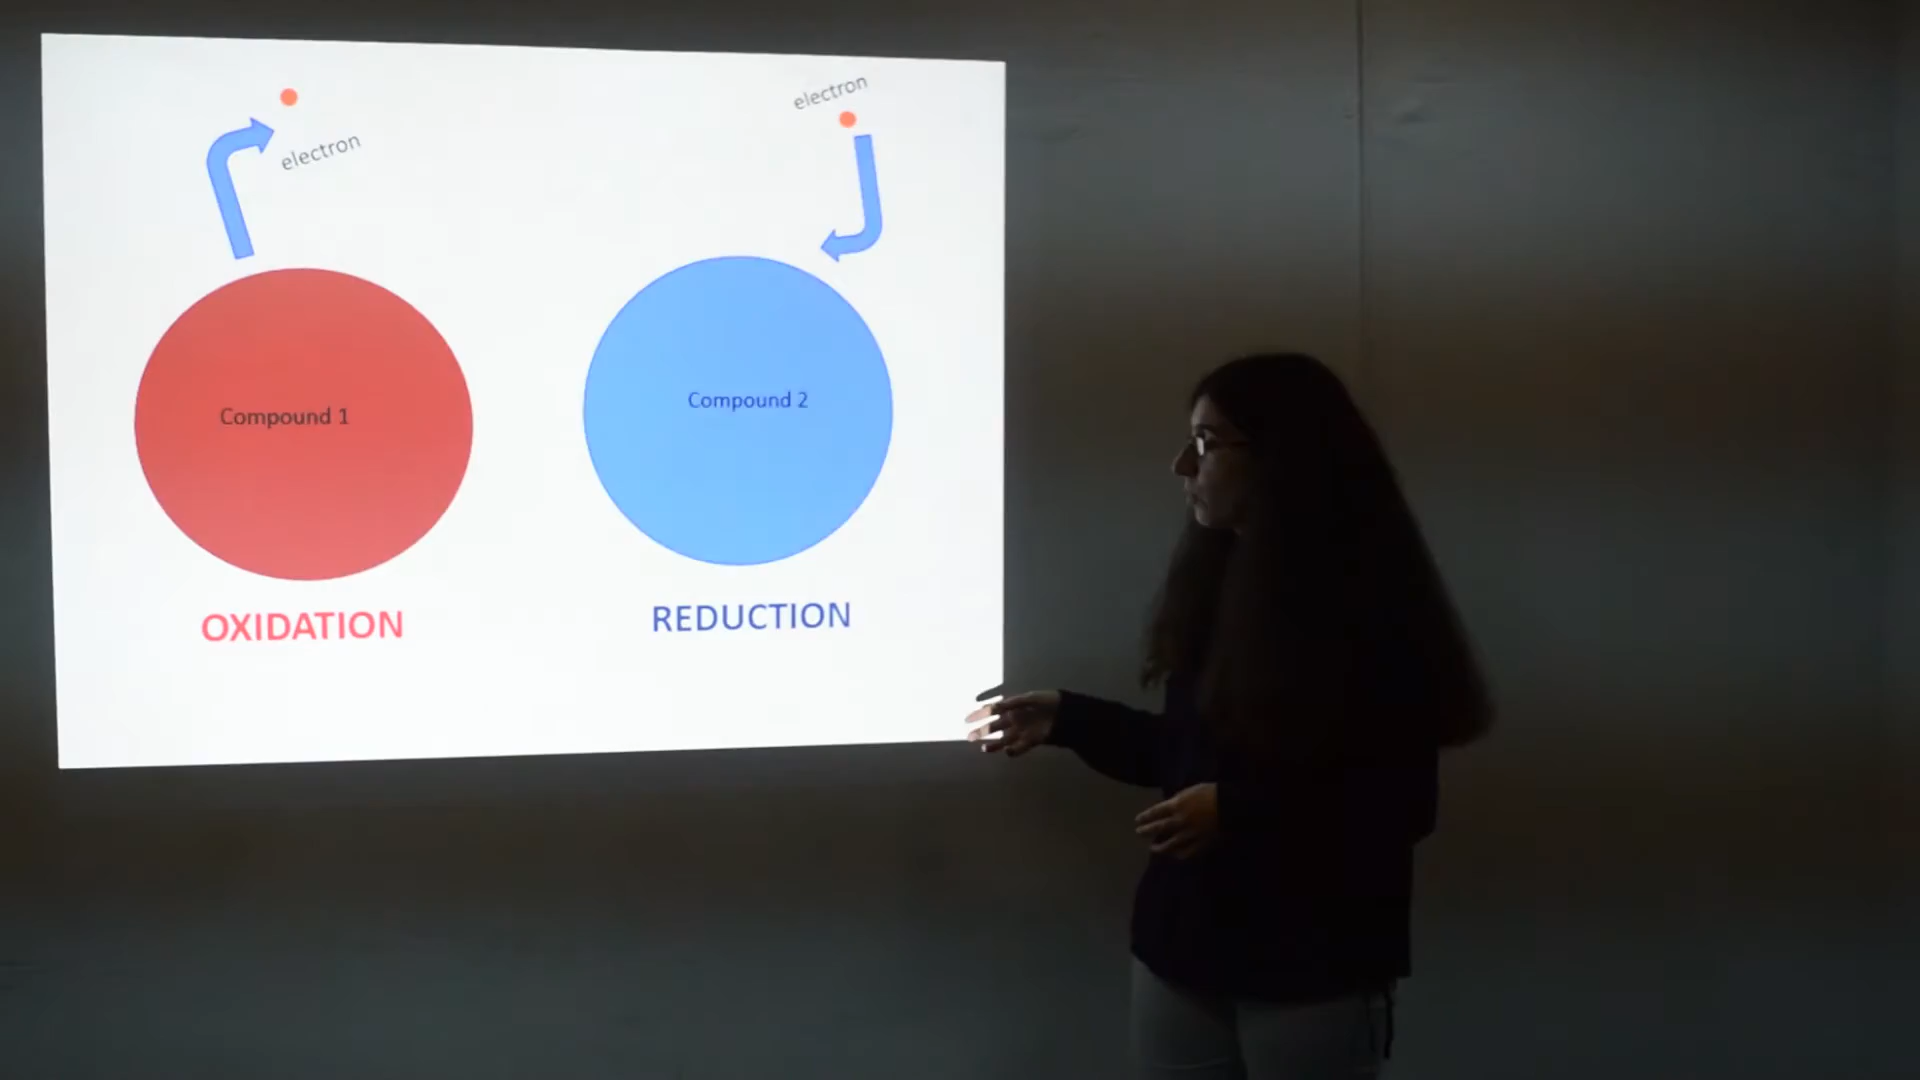 electron
electron
Compound 1
Compound 2
OXIDATION
REDUCTION